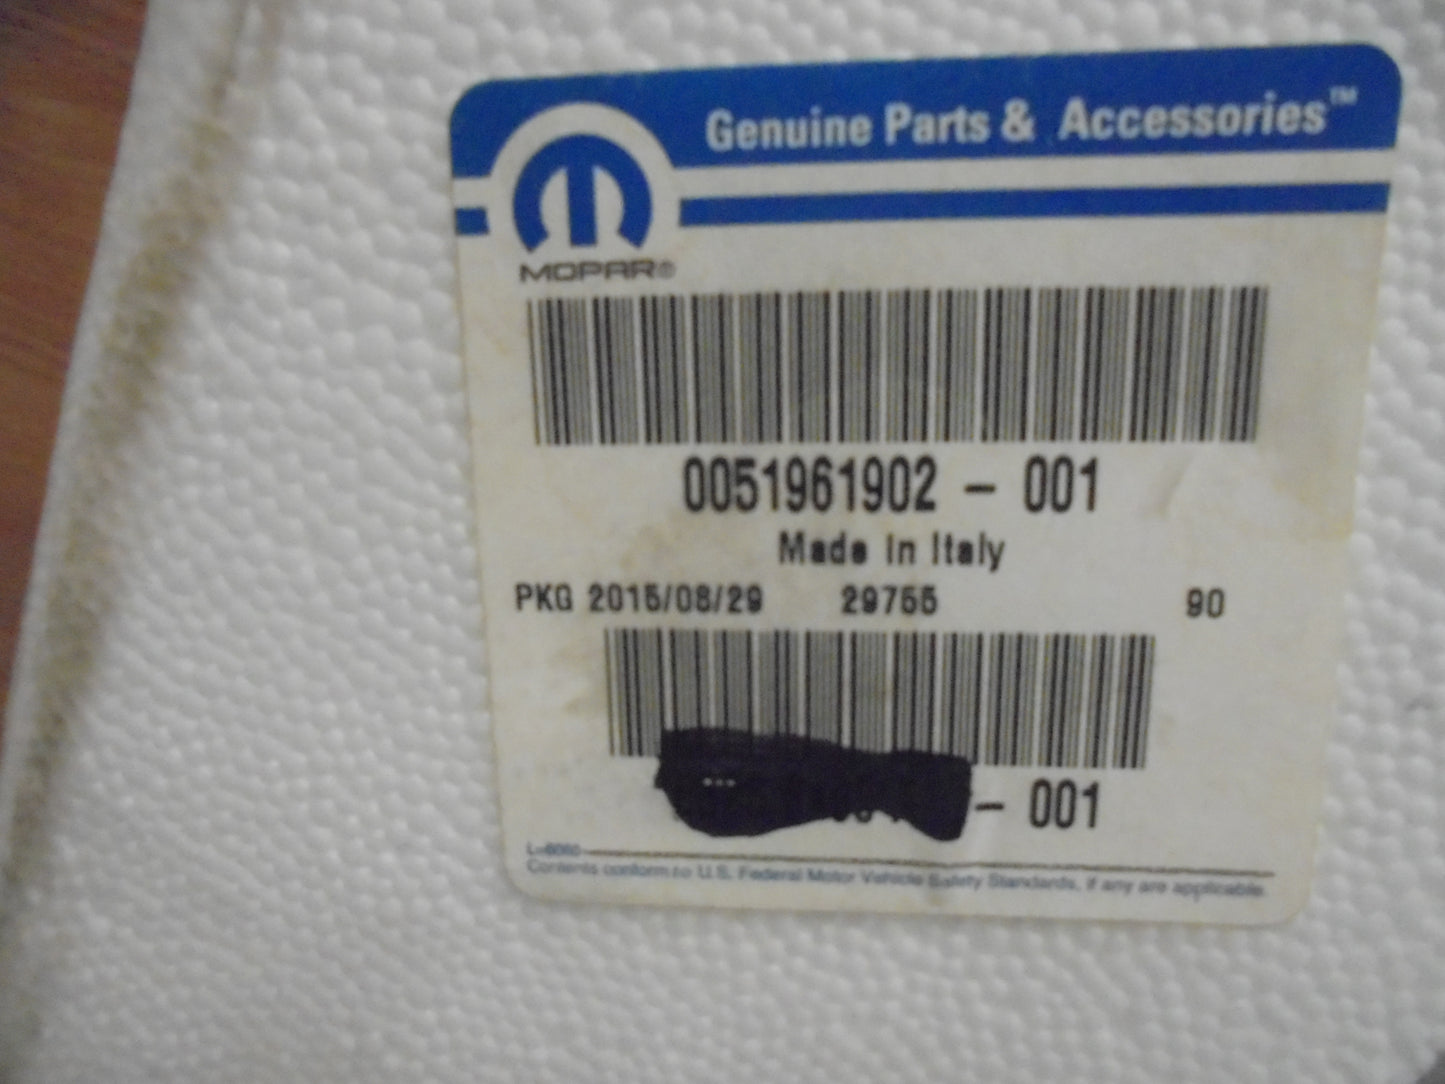 Genuine Parts & Accessories™
MOPAR®
0051961902 - 001
Made In Italy
PKG 2015/08/29 29755 90
- 001
Contents conform to U.S. Federal Motor Vehicle Safety Standards, if any are applicable.